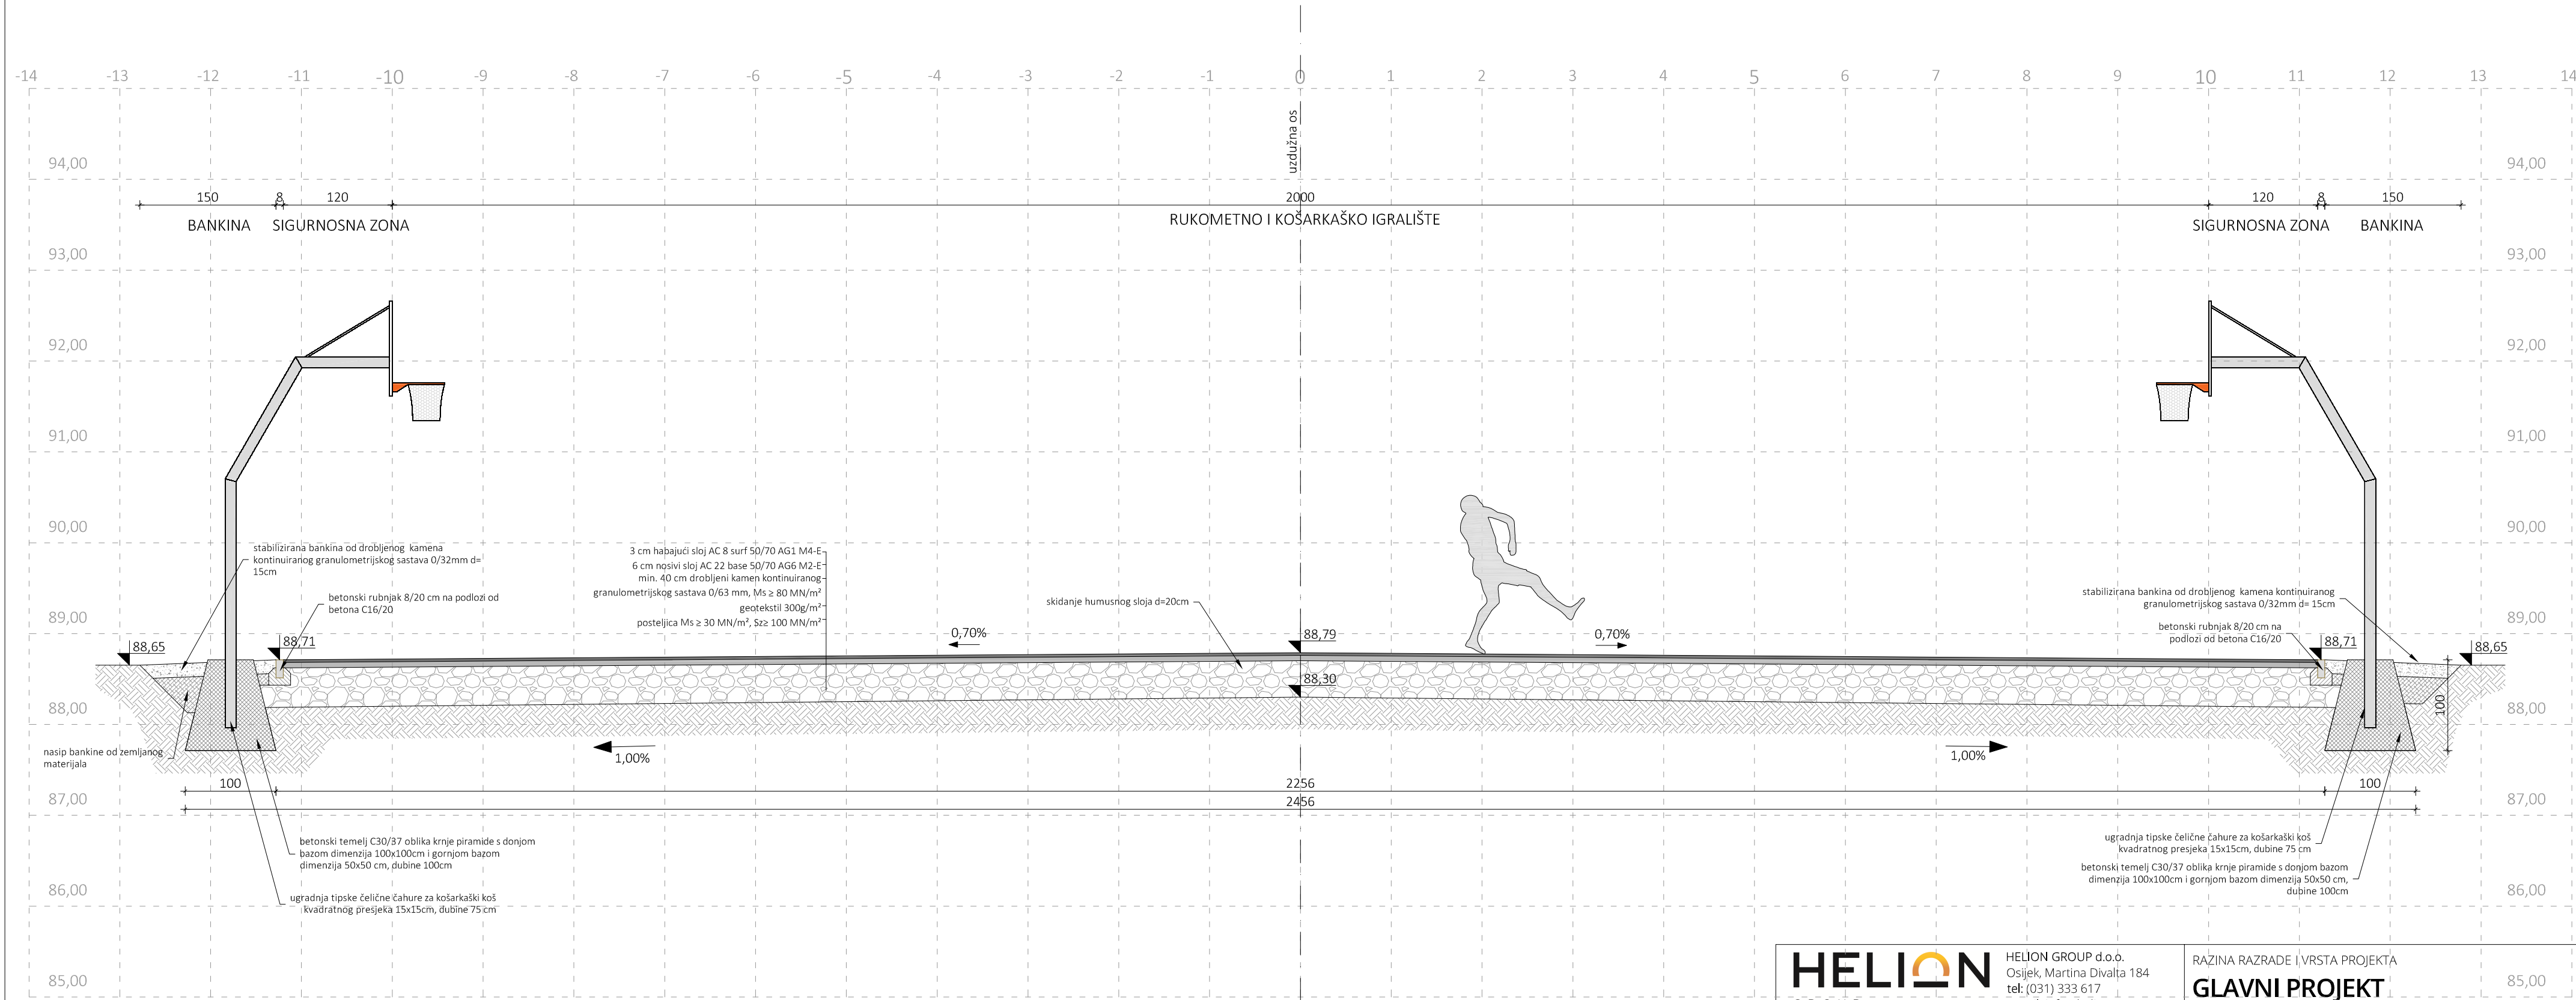 -14 -13 -12 -11 -10 -9 -8 -7 -6 -5 -4 -3 -2 -1 0 1 2 3 4 5 6 7 8 9 10 11 12 13 14
uzdužna os
94,00 94,00
150 8 120 2000 120 8 150
BANKINA SIGURNOSNA ZONA RUKOMETNO I KOŠARKAŠKO IGRALIŠTE SIGURNOSNA ZONA BANKINA
93,00 93,00
92,00 92,00
91,00 91,00
90,00 90,00
stabilizirana bankina od drobljenog kamena
kontinuiranog granulometrijskog sastava 0/32mm d=
15cm
betonski rubnjak 8/20 cm na podlozi od
betona C16/20
3 cm habajući sloj AC 8 surf 50/70 AG1 M4-E
6 cm nosivi sloj AC 22 base 50/70 AG6 M2-E
min. 40 cm drobljeni kamen kontinuiranog
granulometrijskog sastava 0/63 mm, Ms ≥ 80 MN/m²
geotekstil 300g/m²
posteljica Ms ≥ 30 MN/m², Sz≥ 100 MN/m²
skidanje humusnog sloja d=20cm
stabilizirana bankina od drobljenog kamena kontinuiranog
granulometrijskog sastava 0/32mm d= 15cm
betonski rubnjak 8/20 cm na
podlozi od betona C16/20
89,00 89,00
88,65 88,71 0,70% 88,79 0,70% 88,71 88,65
88,30
88,00 88,00
100
nasip bankine od zemljanog
materijala
1,00% 1,00%
100 2256 100
87,00 87,00
2456
betonski temelj C30/37 oblika krnje piramide s donjom
bazom dimenzija 100x100cm i gornjom bazom
dimenzija 50x50 cm, dubine 100cm
ugradnja tipske čelične čahure za košarkaški koš
kvadratnog presjeka 15x15cm, dubine 75 cm
ugradnja tipske čelične čahure za košarkaški koš
kvadratnog presjeka 15x15cm, dubine 75 cm
betonski temelj C30/37 oblika krnje piramide s donjom bazom
dimenzija 100x100cm i gornjom bazom dimenzija 50x50 cm,
dubine 100cm
86,00 86,00
85,00 85,00
HELION
HELION GROUP d.o.o.
Osijek, Martina Divalta 184
tel: (031) 333 617
RAZINA RAZRADE I VRSTA PROJEKTA
GLAVNI PROJEKT